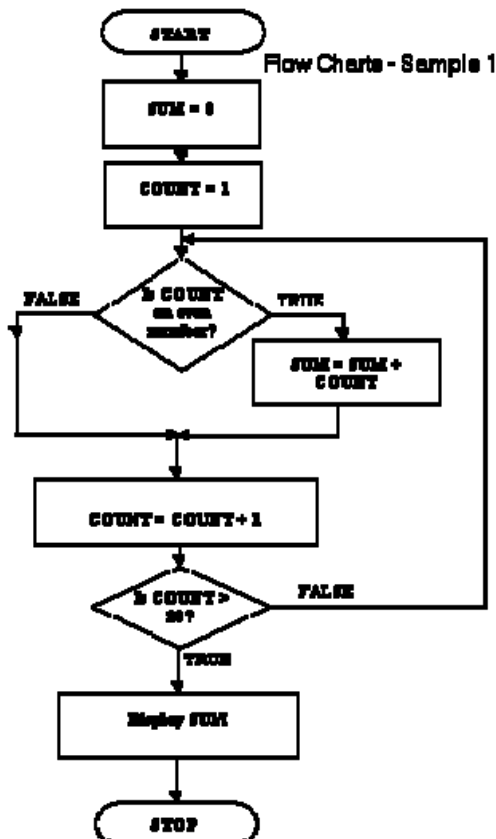 START
Flow Charts - Sample 1
SUM = 0
COUNT = 1
Is COUNT
an even
number?
FALSE
TRUE
SUM = SUM +
COUNT
COUNT = COUNT + 1
Is COUNT >
FALSE
TRUE
Display SUM
STOP